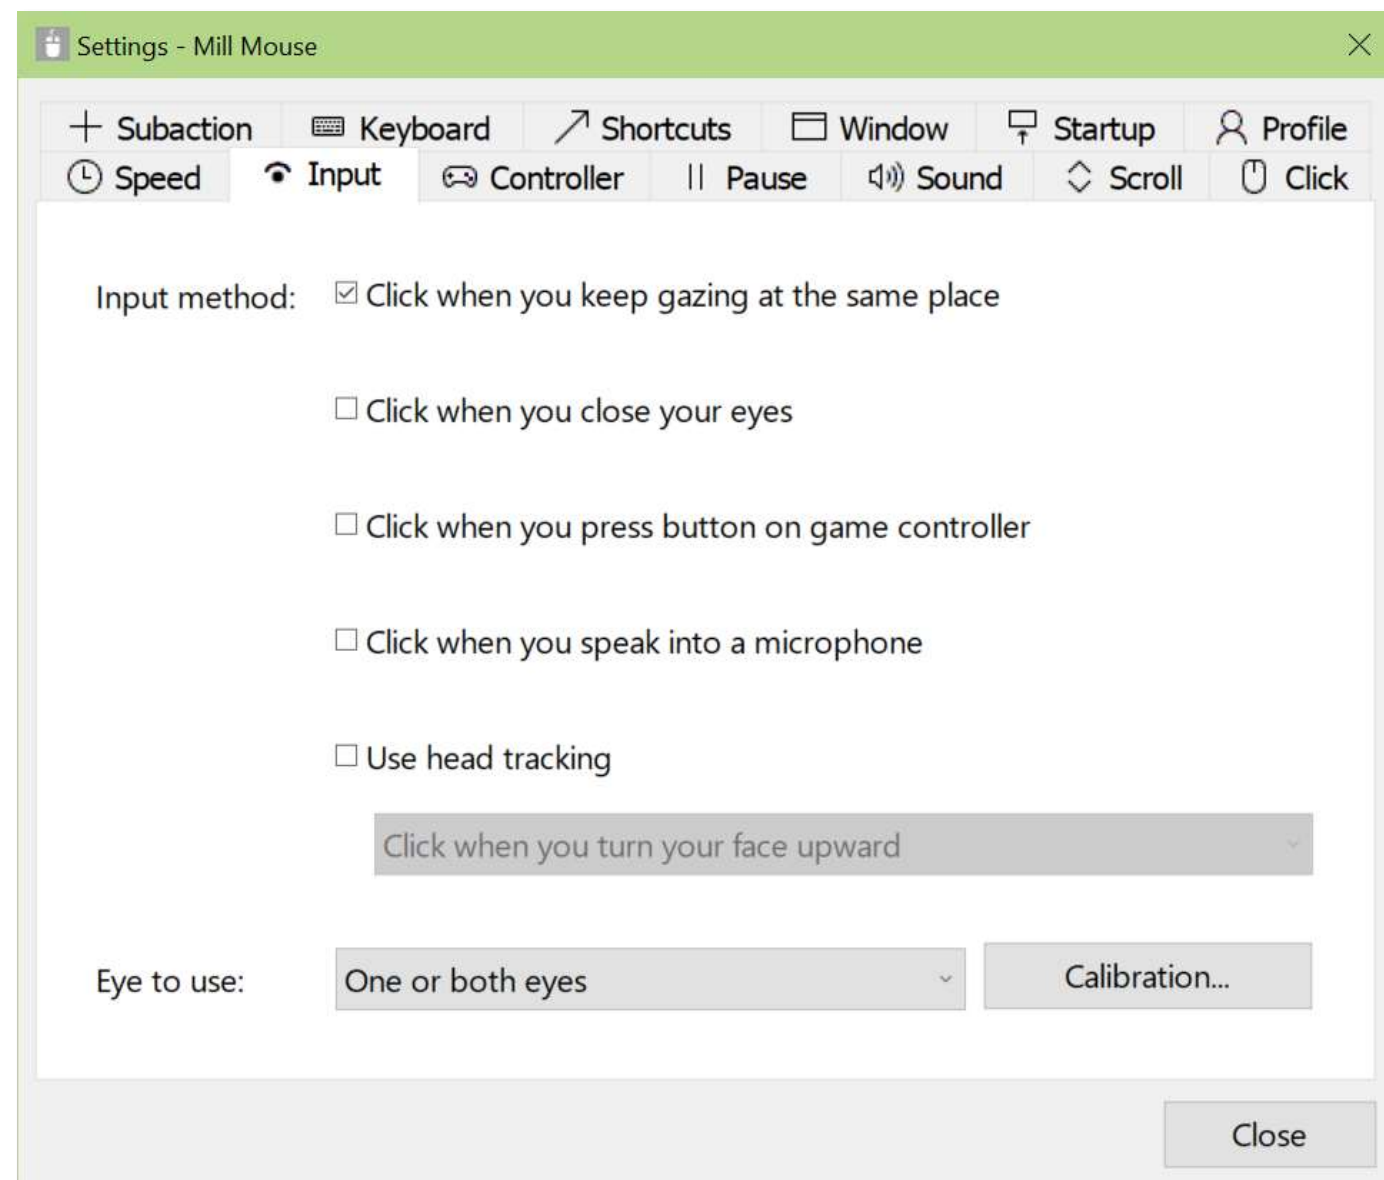 Settings - Mill Mouse
Subaction Keyboard Shortcuts Window Startup Profile
Speed Input Controller Pause Sound Scroll Click
Input method: Click when you keep gazing at the same place
Click when you close your eyes
Click when you press button on game controller
Click when you speak into a microphone
Use head tracking
Click when you turn your face upward
Eye to use: One or both eyes Calibration...
Close